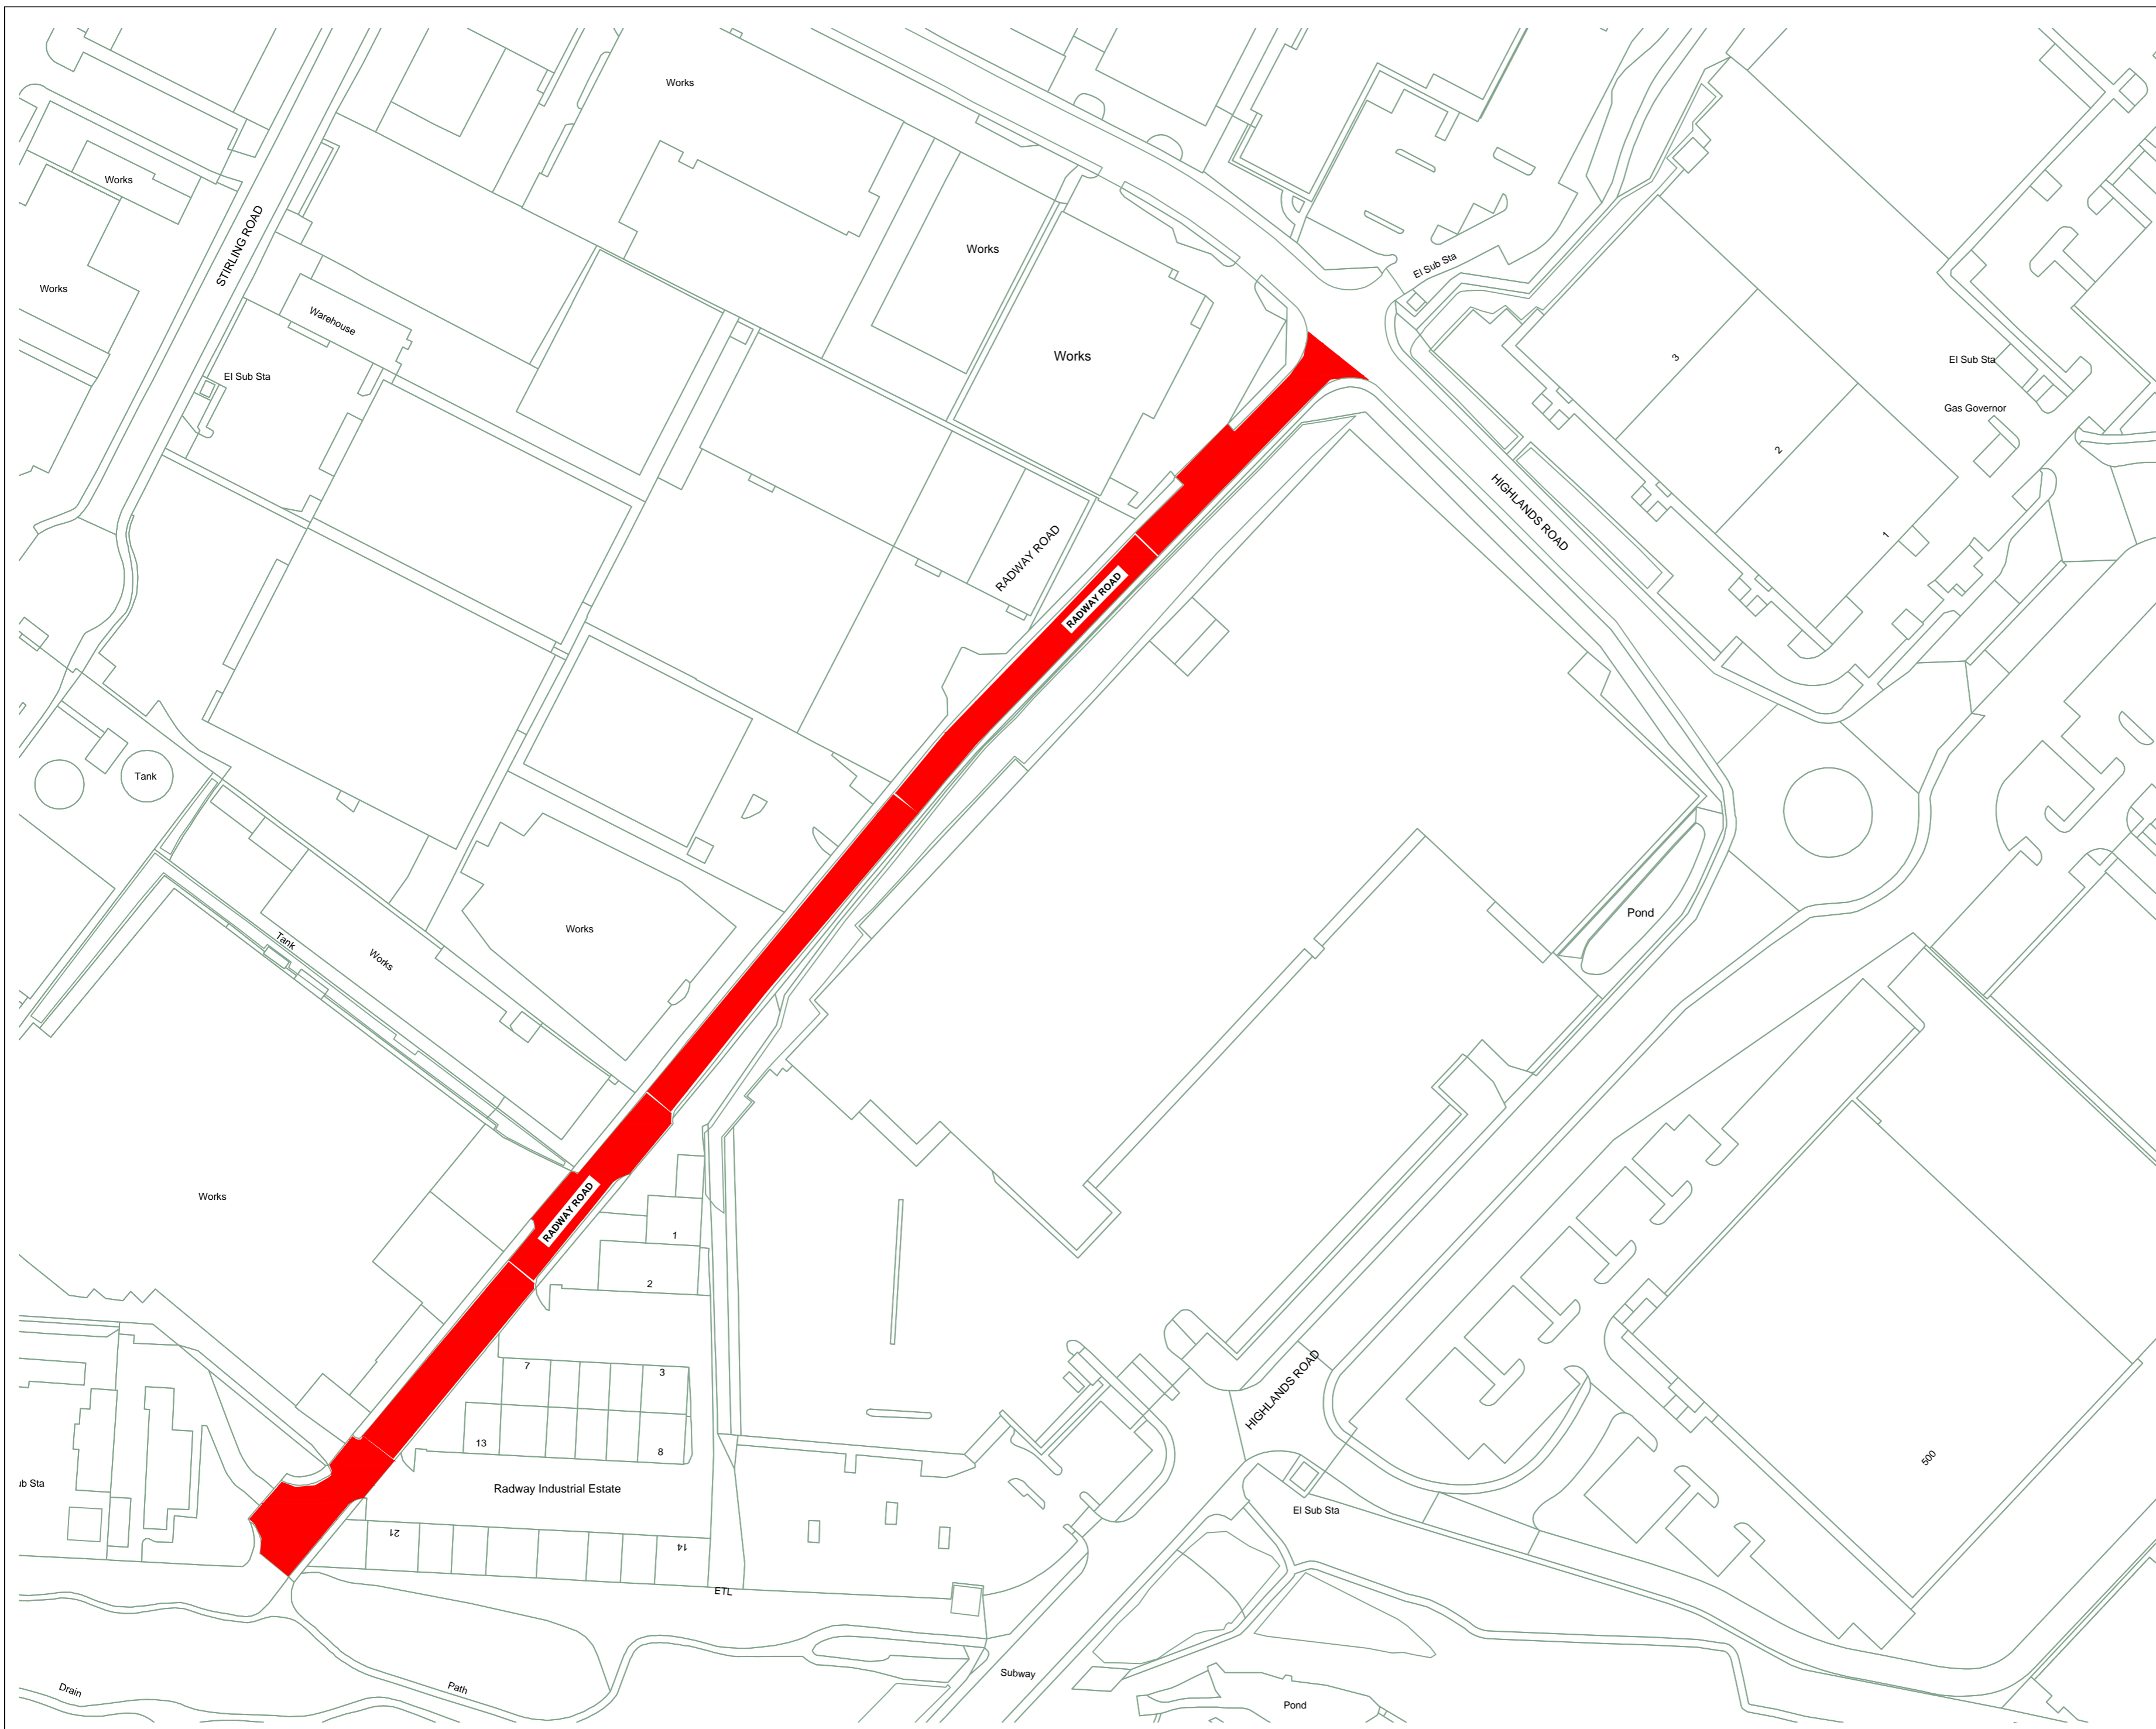 Works
Works
STIRLING ROAD
Works
El Sub Sta
Works
Warehouse
Works
3
El Sub Sta
El Sub Sta
Gas Governor
2
HIGHLANDS ROAD
1
RADWAY ROAD
RADWAY ROAD
Tank
Pond
Works
Tank
Works
Works
RADWAY ROAD
1
2
7
3
HIGHLANDS ROAD
13
8
500
ub Sta
Radway Industrial Estate
El Sub Sta
21
14
ETL
Subway
Path
Drain
Pond